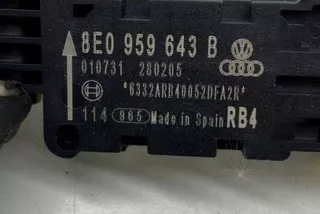 8E0 959 643 B
010731 280205
*6332ARB40052DFA2R*
114 965 Made in Spain RB4